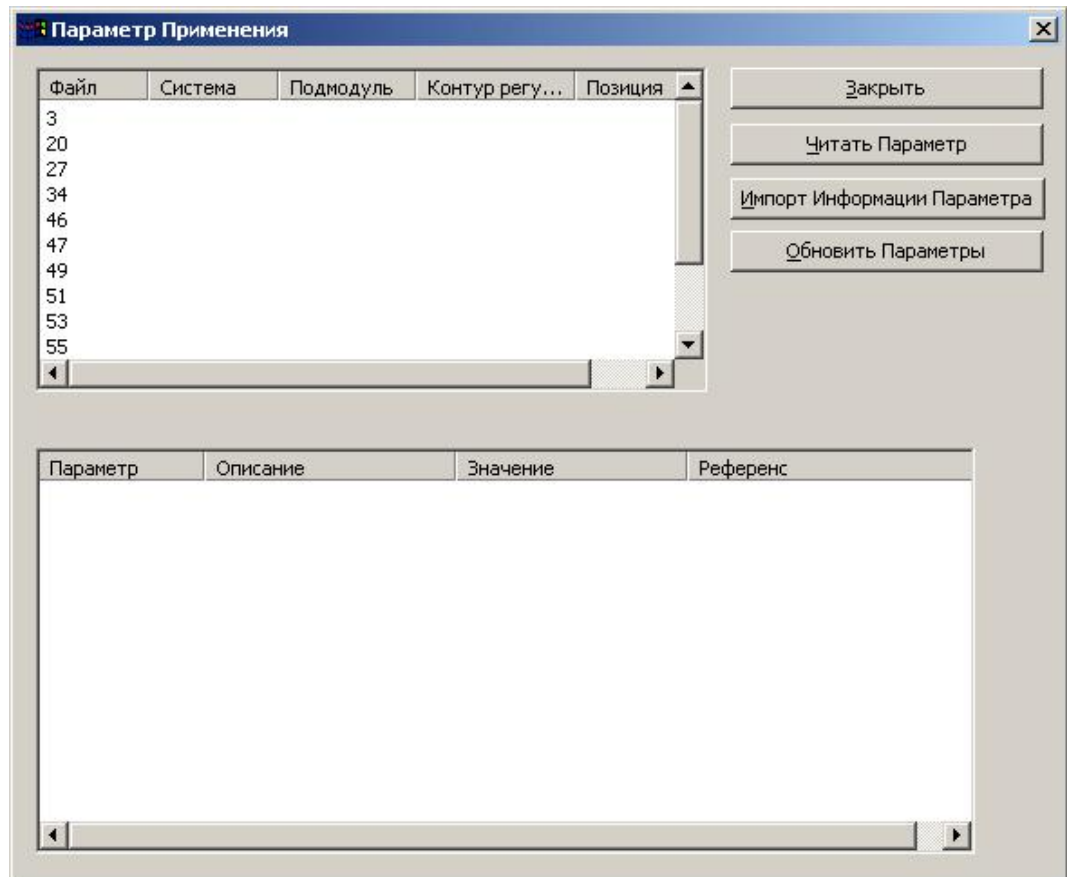 Параметр Применения
Файл Система Подмодуль Контур регу... Позиция
3
20
27
34
46
47
49
51
53
55
Закрыть
Читать Параметр
Импорт Информации Параметра
Обновить Параметры
Параметр Описание Значение Референс